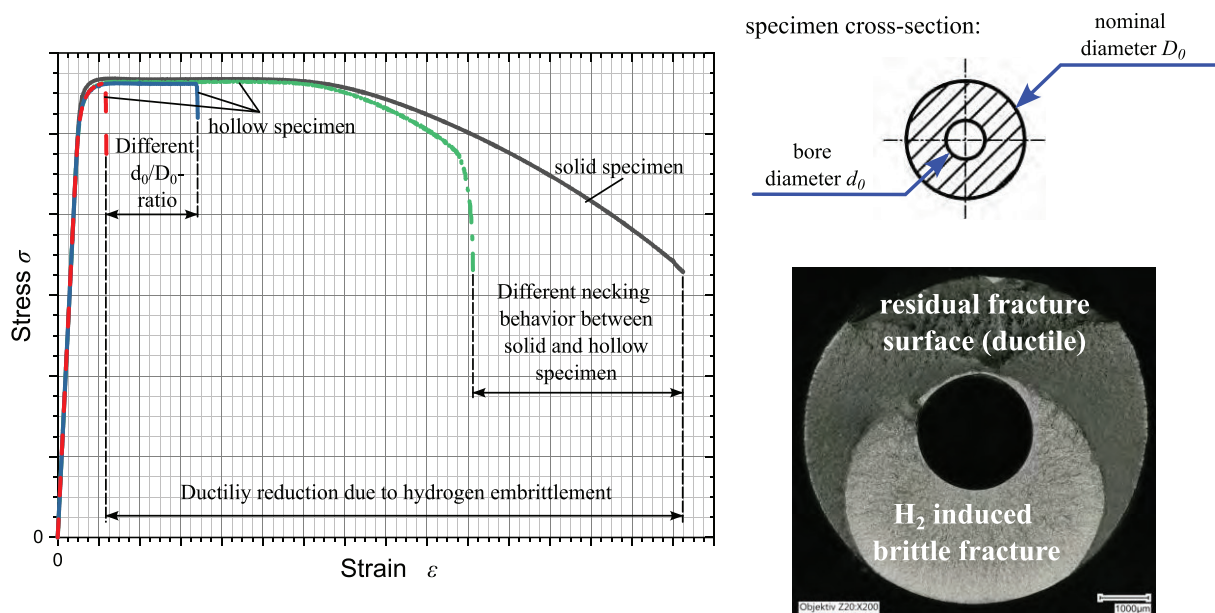 specimen cross-section:
nominal
diameter D₀
bore
diameter d₀
hollow specimen
Different
d₀/D₀-
ratio
solid specimen
Different necking
behavior between
solid and hollow
specimen
Ductiliy reduction due to hydrogen embrittlement
Stress σ
0
0
Strain ε
residual fracture
surface (ductile)
H₂ induced
brittle fracture
Objektiv Z20:X200
1000μm